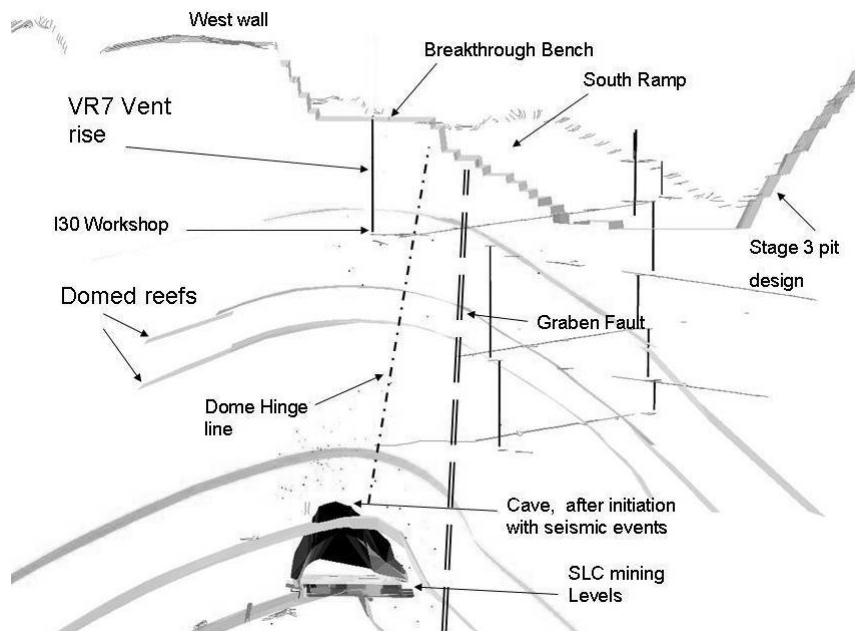 West wall
Breakthrough Bench
South Ramp
VR7 Vent
rise
I30 Workshop
Stage 3 pit
design
Domed reefs
Graben Fault
Dome Hinge
line
Cave, after initiation
with seismic events
SLC mining
Levels